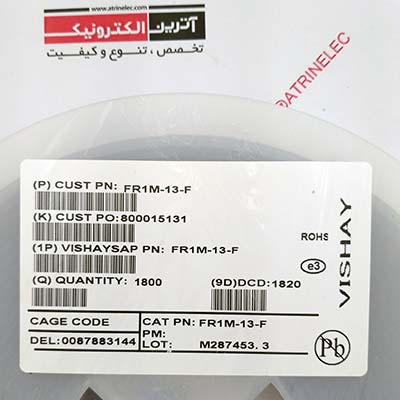 www.atrinelec.com
آترین الکترونیک
تخصص ، تنوع و کیفیت
@ATRINELEC
(P) CUST PN: FR1M-13-F
(K) CUST PO:800015131
(1P) VISHAYSAP PN: FR1M-13-F
(Q) QUANTITY: 1800
(9D)DCD:1820
ROHS
e3
VISHAY
CAGE CODE
CAT PN: FR1M-13-F
PM:
DEL:0087883144
LOT: M287453. 3
Pb